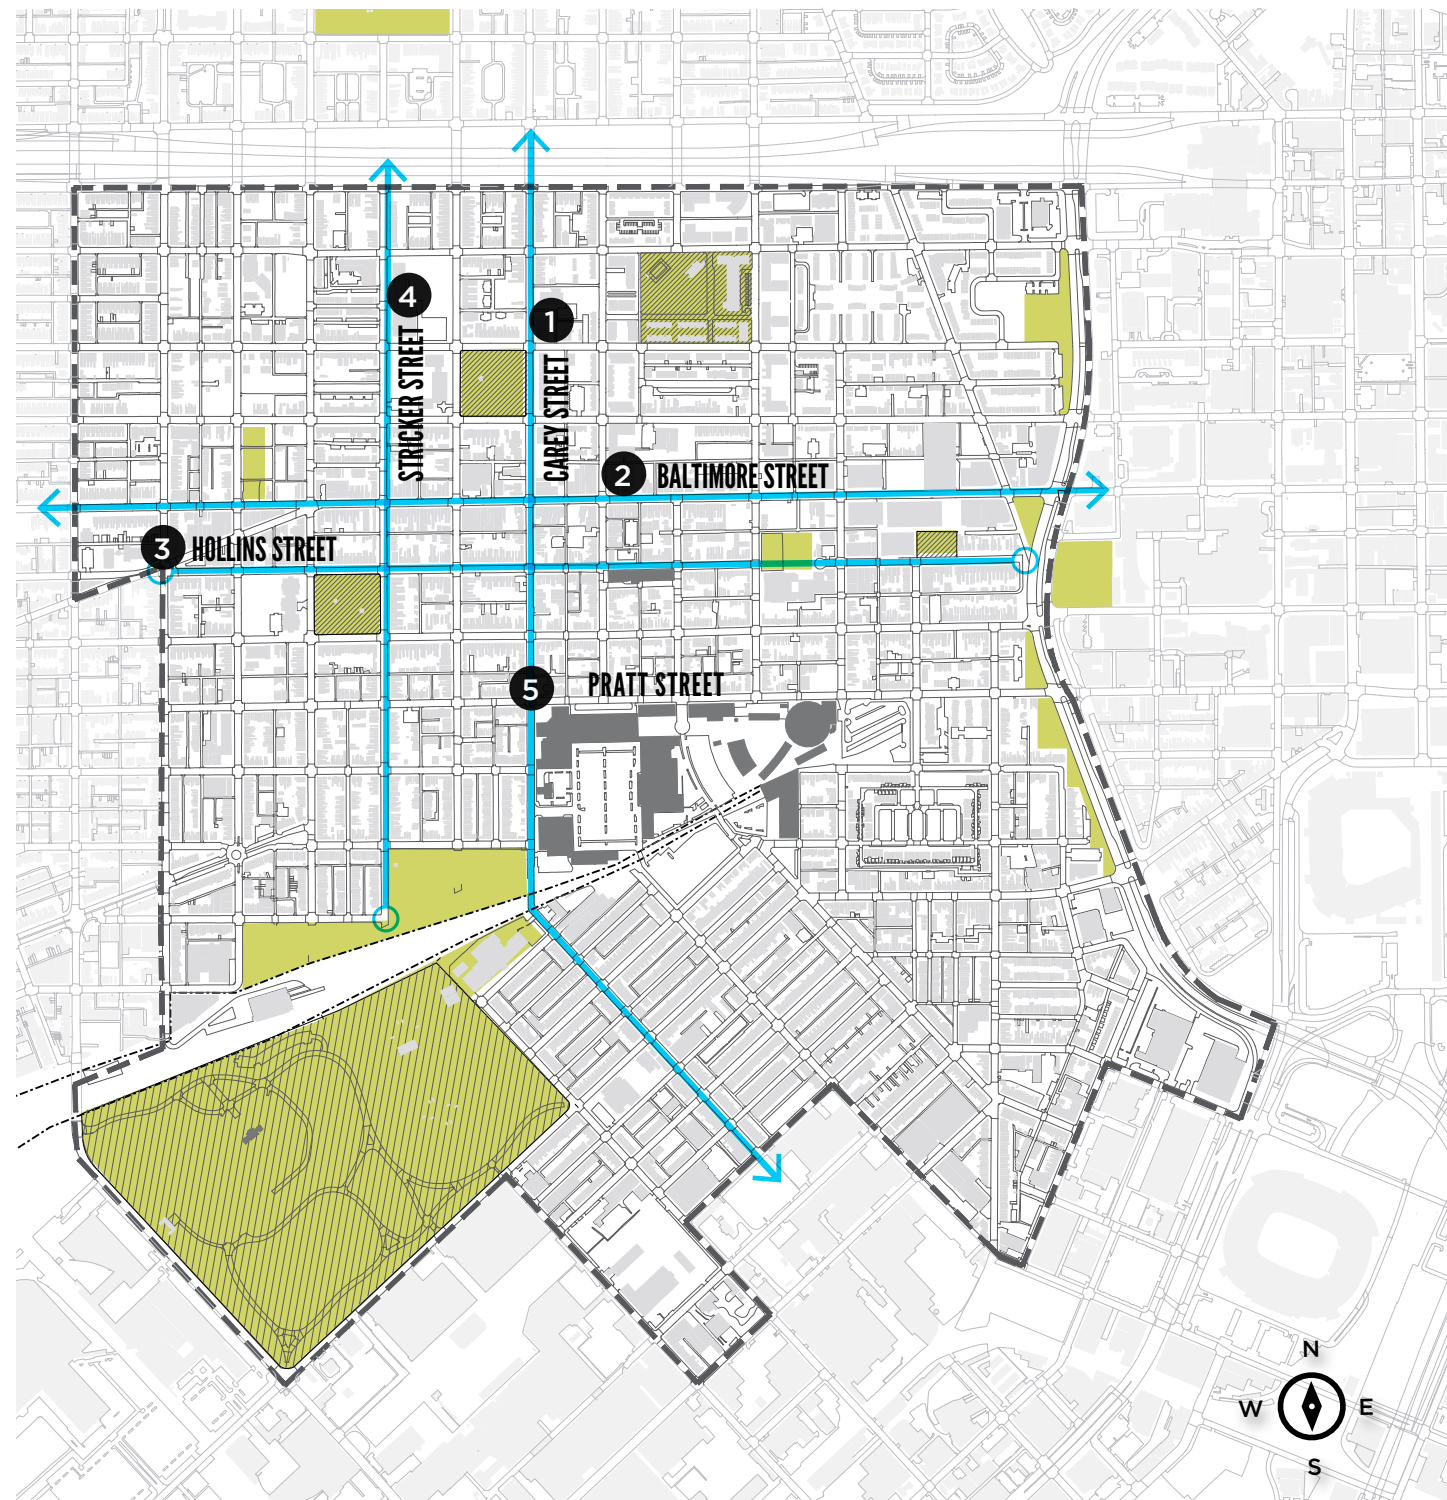 4
STRICKER STREET
1
CAREY STREET
2 BALTIMORE STREET
3 HOLLINS STREET
5 PRATT STREET
N
W E
S